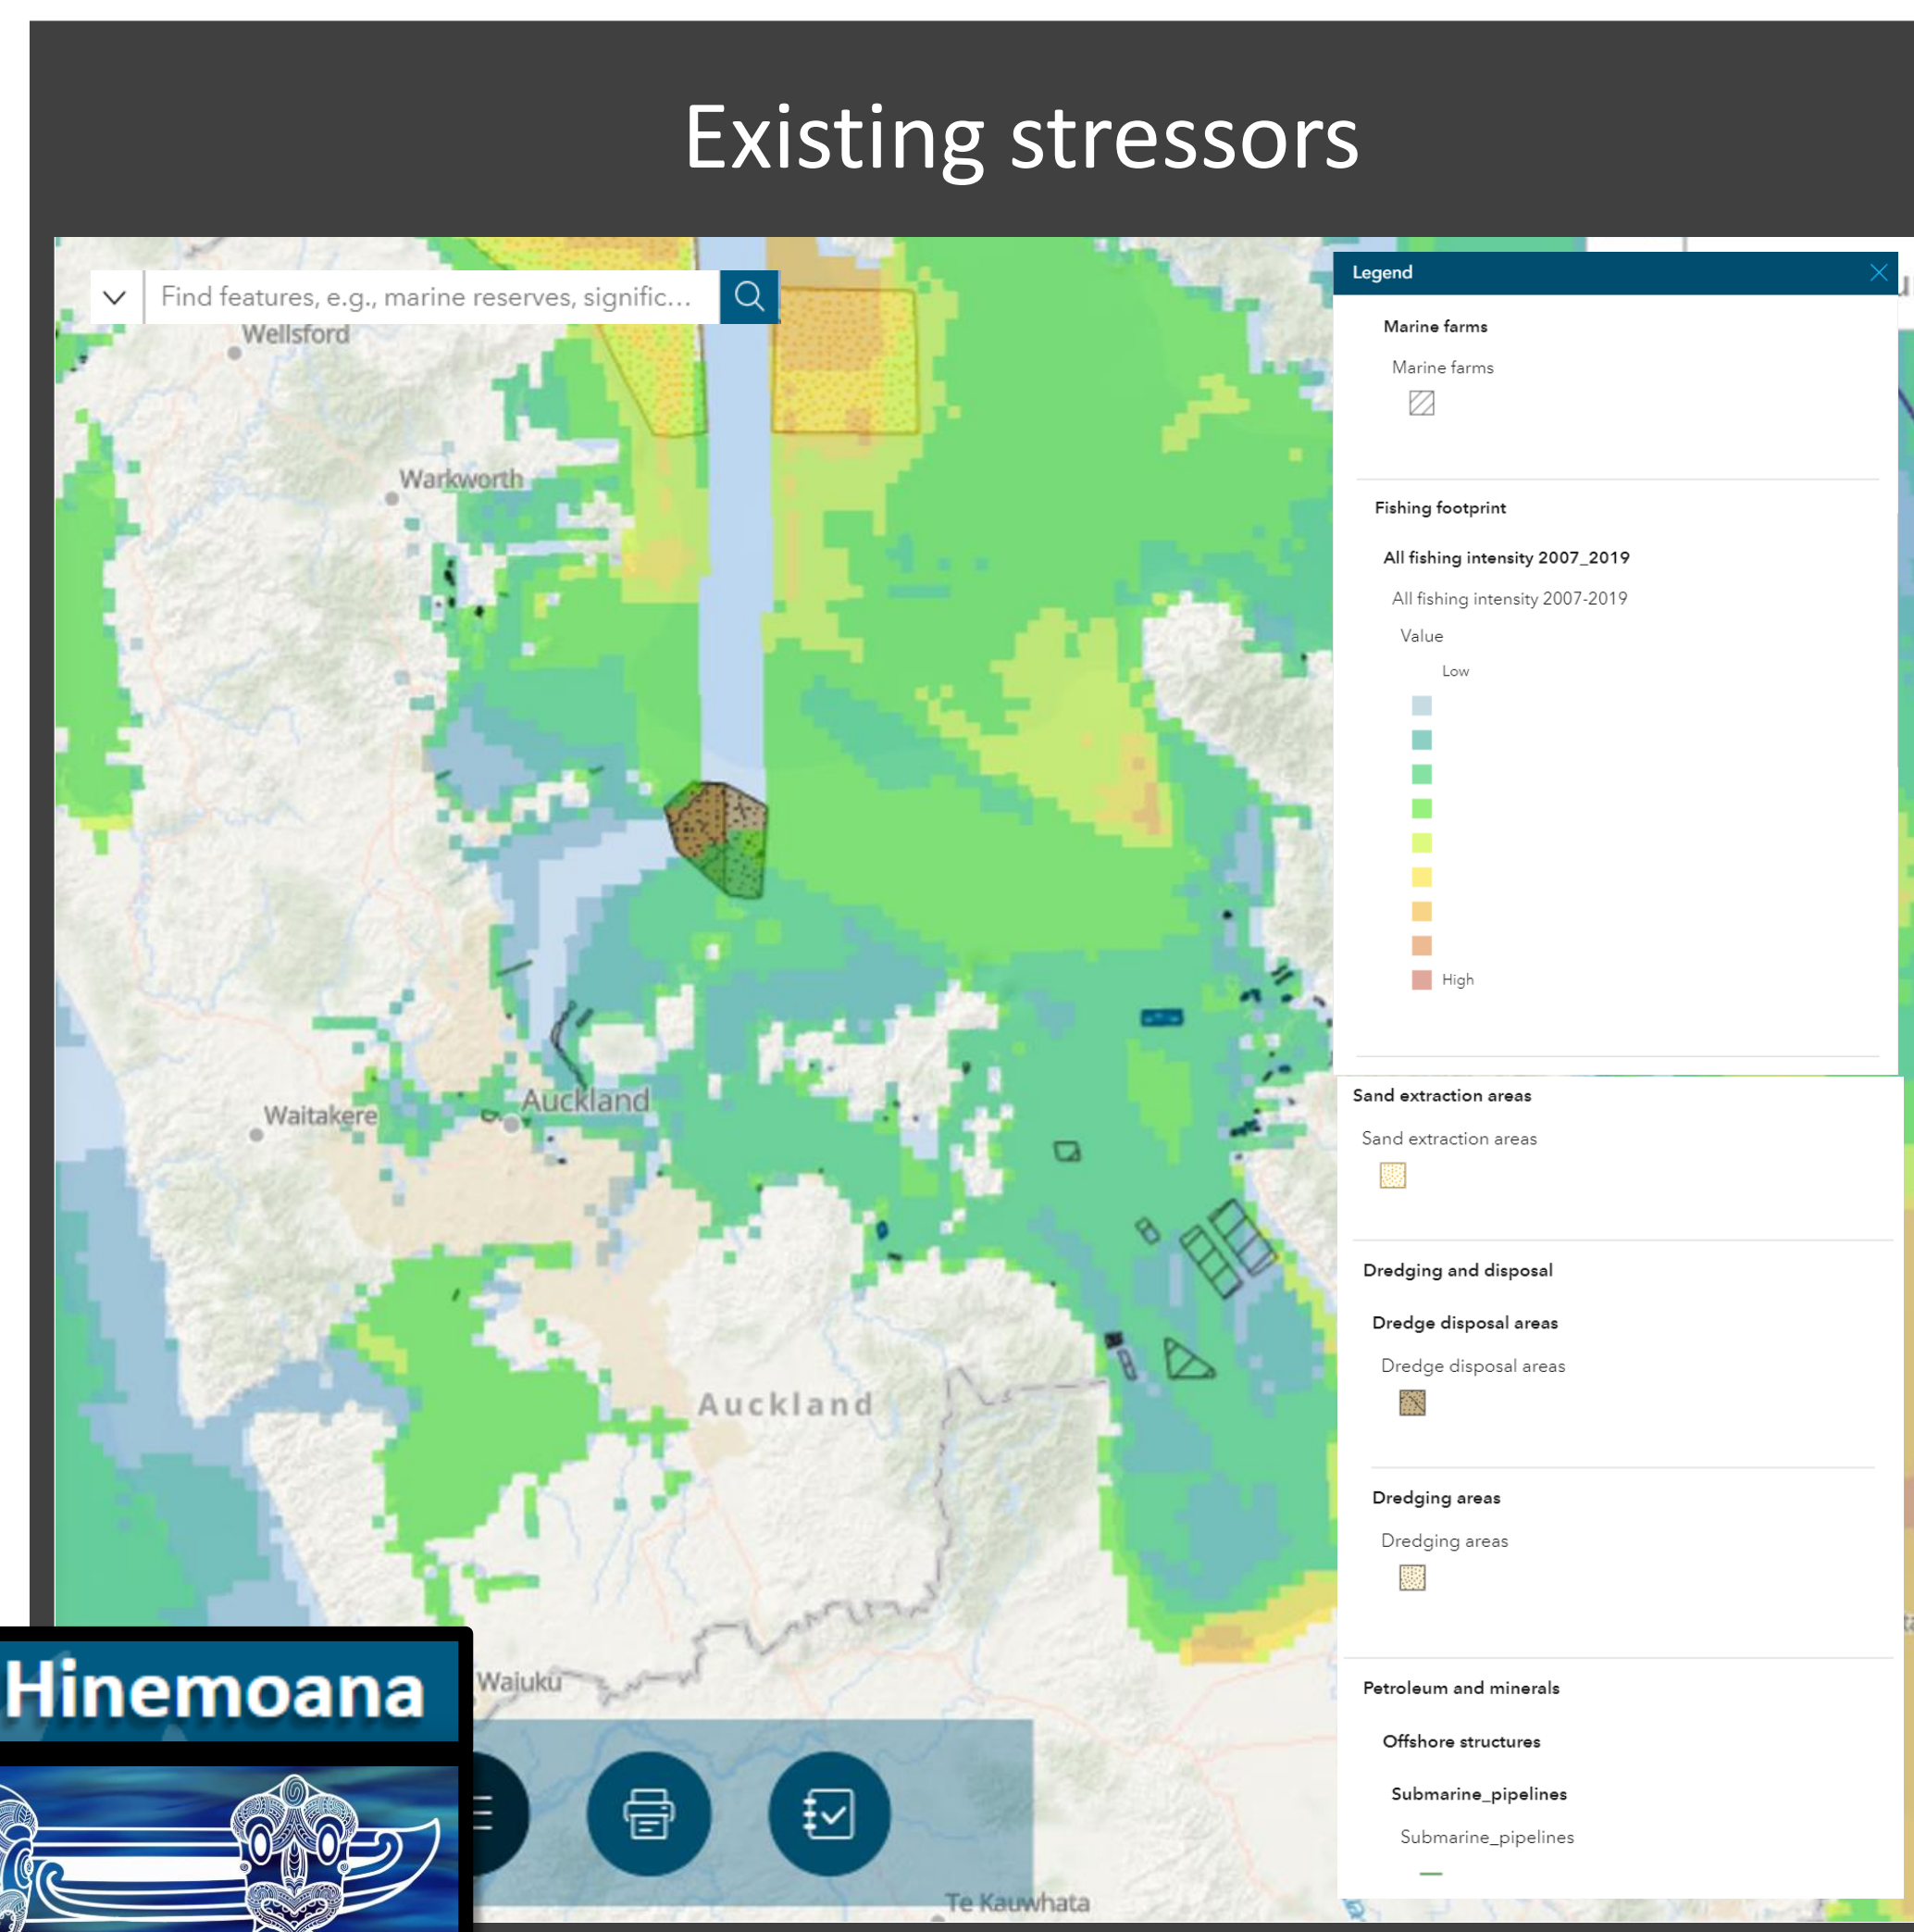 Existing stressors
Find features, e.g., marine reserves, signific...
Wellsford
Warkworth
Waitakere
Auckland
Auckland
Waiuku
Te Kauwhata
Legend
Marine farms
Marine farms
Fishing footprint
All fishing intensity 2007_2019
All fishing intensity 2007-2019
Value
Low
High
Sand extraction areas
Sand extraction areas
Dredging and disposal
Dredge disposal areas
Dredge disposal areas
Dredging areas
Dredging areas
Petroleum and minerals
Offshore structures
Submarine_pipelines
Submarine_pipelines
Hinemoana